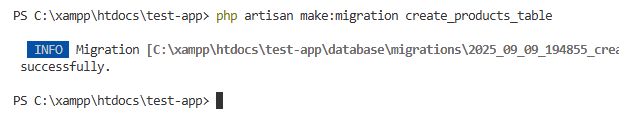 PS C:\xampp\htdocs\test-app> php artisan make:migration create_products_table
INFO Migration [C:\xampp\htdocs\test-app\database\migrations\2025_09_09_194855_crea
successfully.
PS C:\xampp\htdocs\test-app>